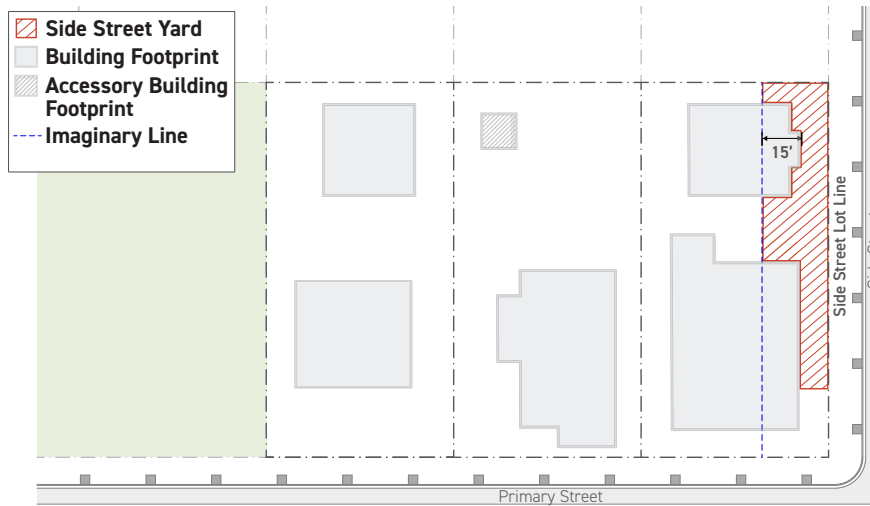 Side Street Yard
Building Footprint
Accessory Building
Footprint
Imaginary Line
15'
Side Street Lot Line
Primary Street